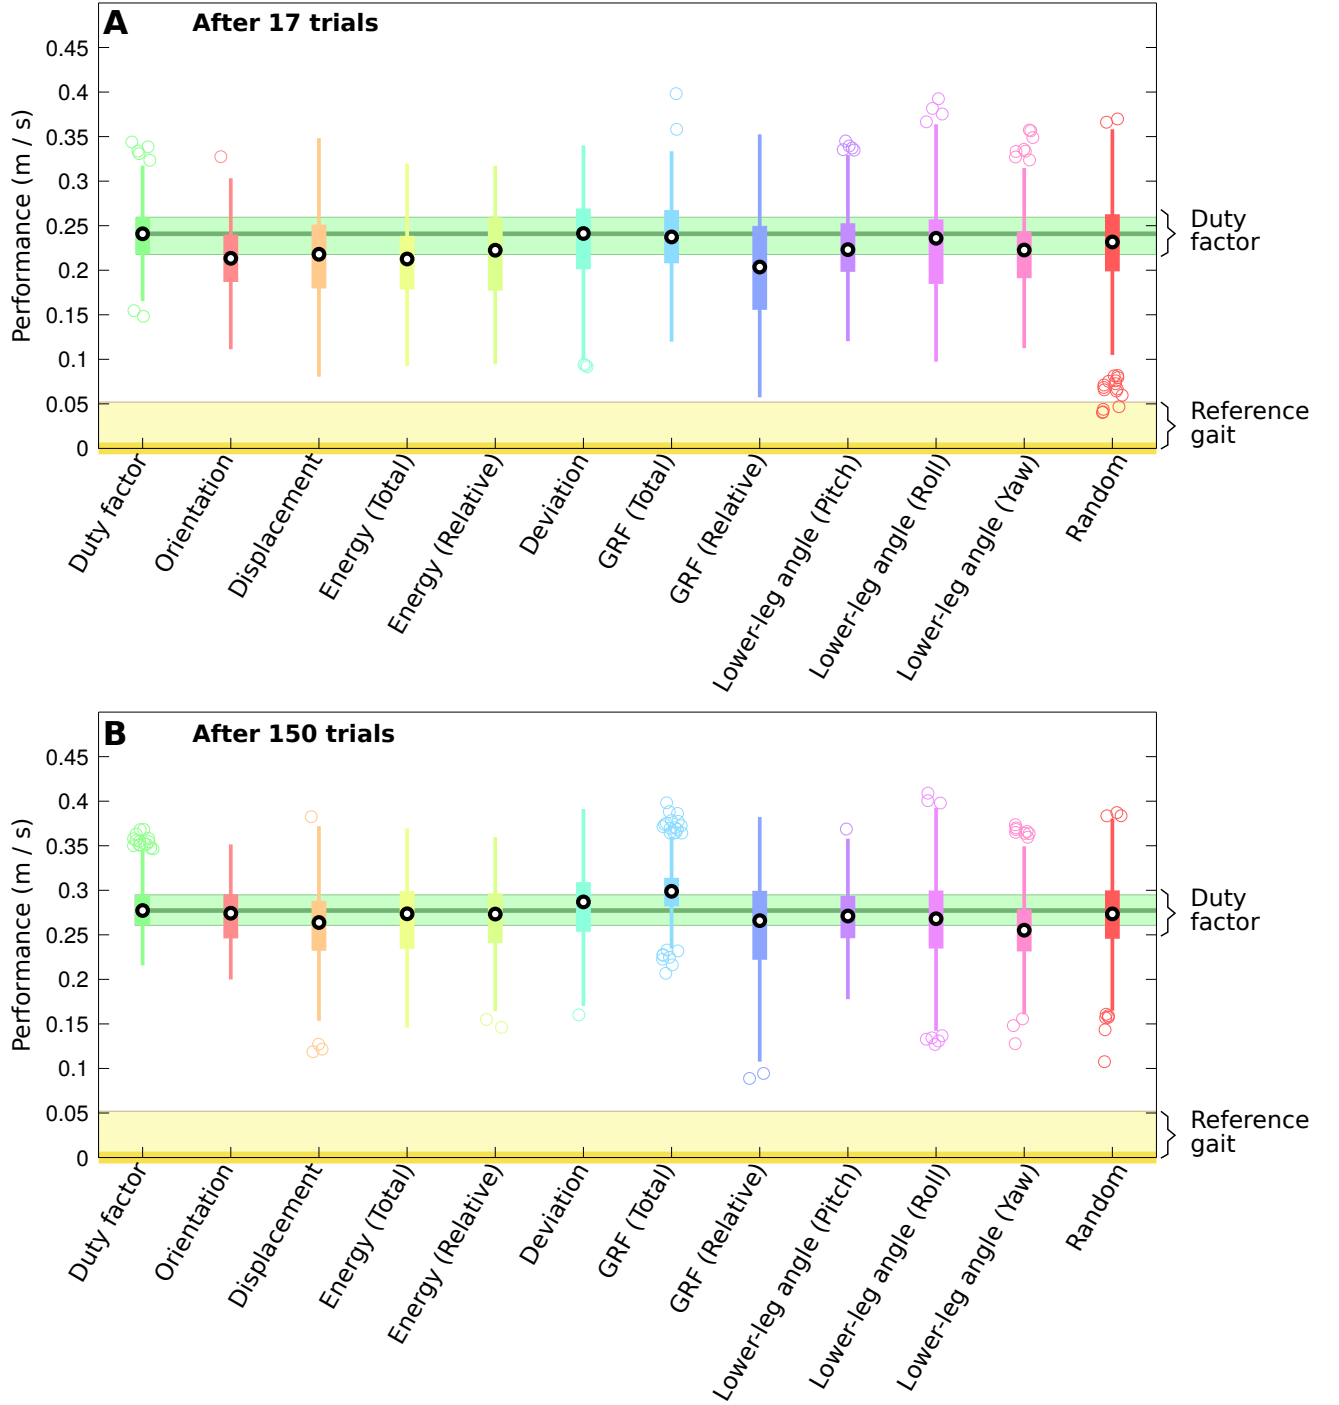 A After 17 trials
Performance (m / s)
0.45
0.4
0.35
0.3
0.25
0.2
0.15
0.1
0.05
0
Duty
factor
Reference
gait
Duty factor
Orientation
Displacement
Energy (Total)
Energy (Relative)
Deviation
GRF (Total)
GRF (Relative)
Lower-leg angle (Pitch)
Lower-leg angle (Roll)
Lower-leg angle (Yaw)
Random
B After 150 trials
Performance (m / s)
0.45
0.4
0.35
0.3
0.25
0.2
0.15
0.1
0.05
0
Duty
factor
Reference
gait
Duty factor
Orientation
Displacement
Energy (Total)
Energy (Relative)
Deviation
GRF (Total)
GRF (Relative)
Lower-leg angle (Pitch)
Lower-leg angle (Roll)
Lower-leg angle (Yaw)
Random